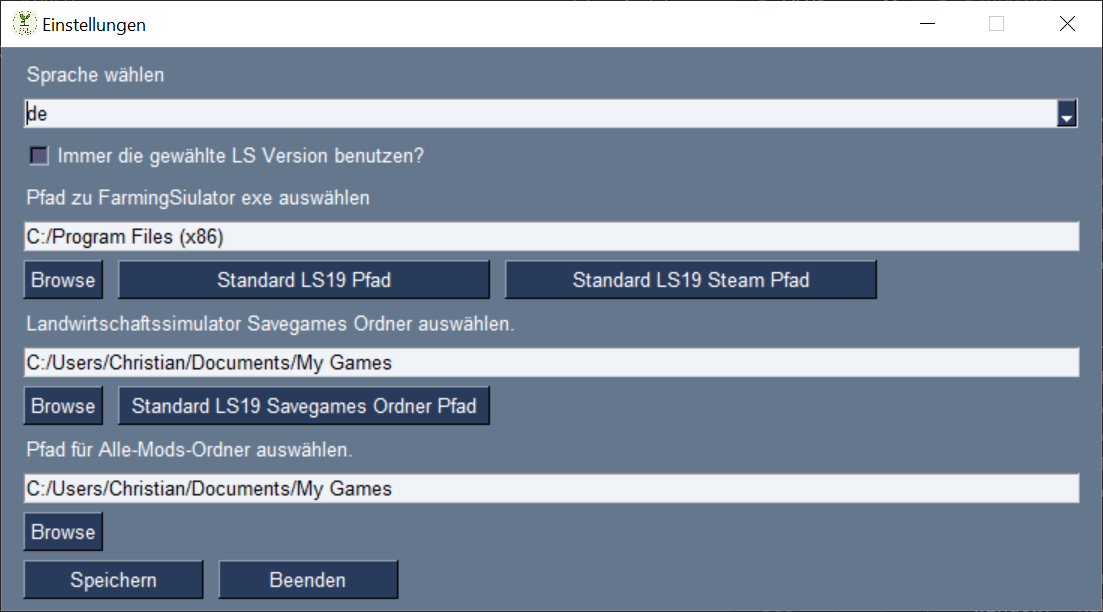 Einstellungen
Sprache wählen
de
Immer die gewählte LS Version benutzen?
Pfad zu FarmingSiulator exe auswählen
C:/Program Files (x86)
Browse Standard LS19 Pfad Standard LS19 Steam Pfad
Landwirtschaftssimulator Savegames Ordner auswählen.
C:/Users/Christian/Documents/My Games
Browse Standard LS19 Savegames Ordner Pfad
Pfad für Alle-Mods-Ordner auswählen.
C:/Users/Christian/Documents/My Games
Browse
Speichern Beenden